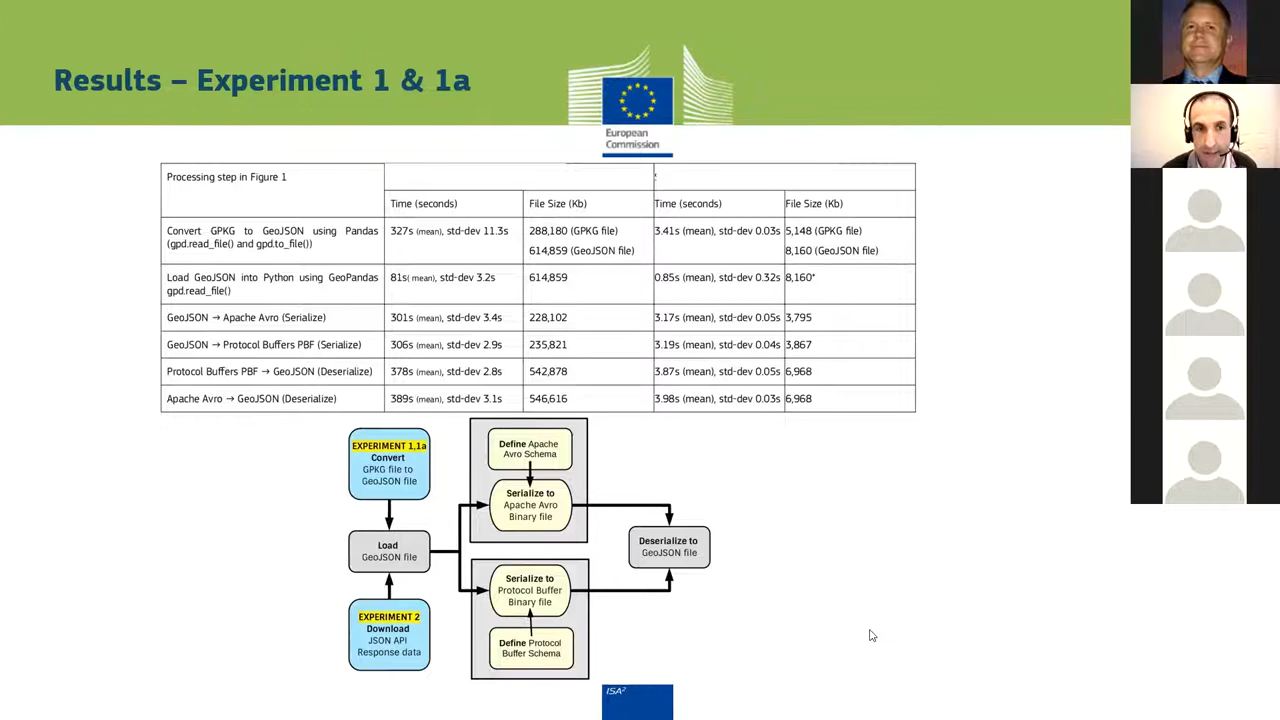 Results – Experiment 1 & 1a
European
Commission
Processing step in Figure 1
Time (seconds)
File Size (Kb)
Time (seconds)
File Size (Kb)
Convert GPKG to GeoJSON using Pandas
(gpd.read_file() and gpd.to_file())
327s (mean), std-dev 11.3s
288,180 (GPKG file)
614,859 (GeoJSON file)
3.41s (mean), std-dev 0.03s
5,148 (GPKG file)
8,160 (GeoJSON file)
Load GeoJSON into Python using GeoPandas
gpd.read_file()
81s( mean), std-dev 3.2s
614,859
0.85s (mean), std-dev 0.32s
8,160*
GeoJSON → Apache Avro (Serialize)
301s (mean), std-dev 3.4s
228,102
3.17s (mean), std-dev 0.05s
3,795
GeoJSON → Protocol Buffers PBF (Serialize)
306s (mean), std-dev 2.9s
235,821
3.19s (mean), std-dev 0.04s
3,867
Protocol Buffers PBF → GeoJSON (Deserialize)
378s (mean), std-dev 2.8s
542,878
3.87s (mean), std-dev 0.05s
6,968
Apache Avro → GeoJSON (Deserialize)
389s (mean), std-dev 3.1s
546,616
3.98s (mean), std-dev 0.03s
6,968
EXPERIMENT 1,1a
Convert
GPKG file to
GeoJSON file
Load
GeoJSON file
EXPERIMENT 2
Download
JSON API
Response data
Define Apache
Avro Schema
Serialize to
Apache Avro
Binary file
Serialize to
Protocol Buffer
Binary file
Define Protocol
Buffer Schema
Deserialize to
GeoJSON file
ISA²